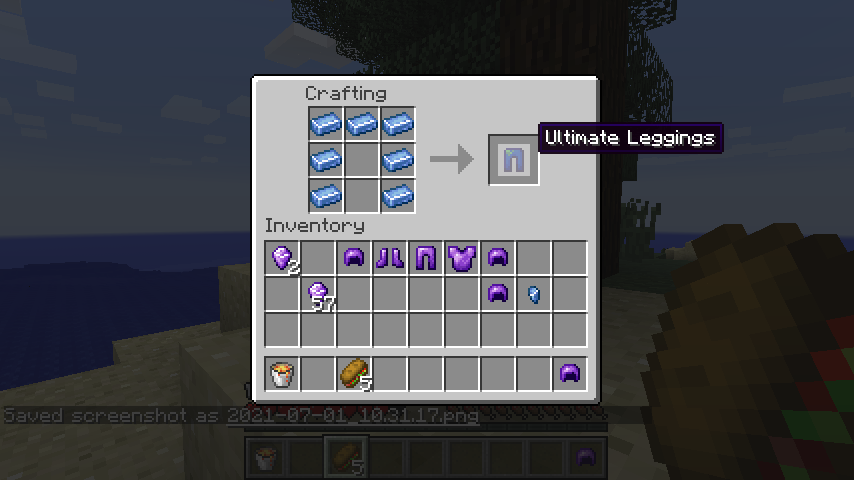 Crafting
Ultimate Leggings
Inventory
2
57
5
Saved screenshot as 2021-07-01_10.31.17.png
5